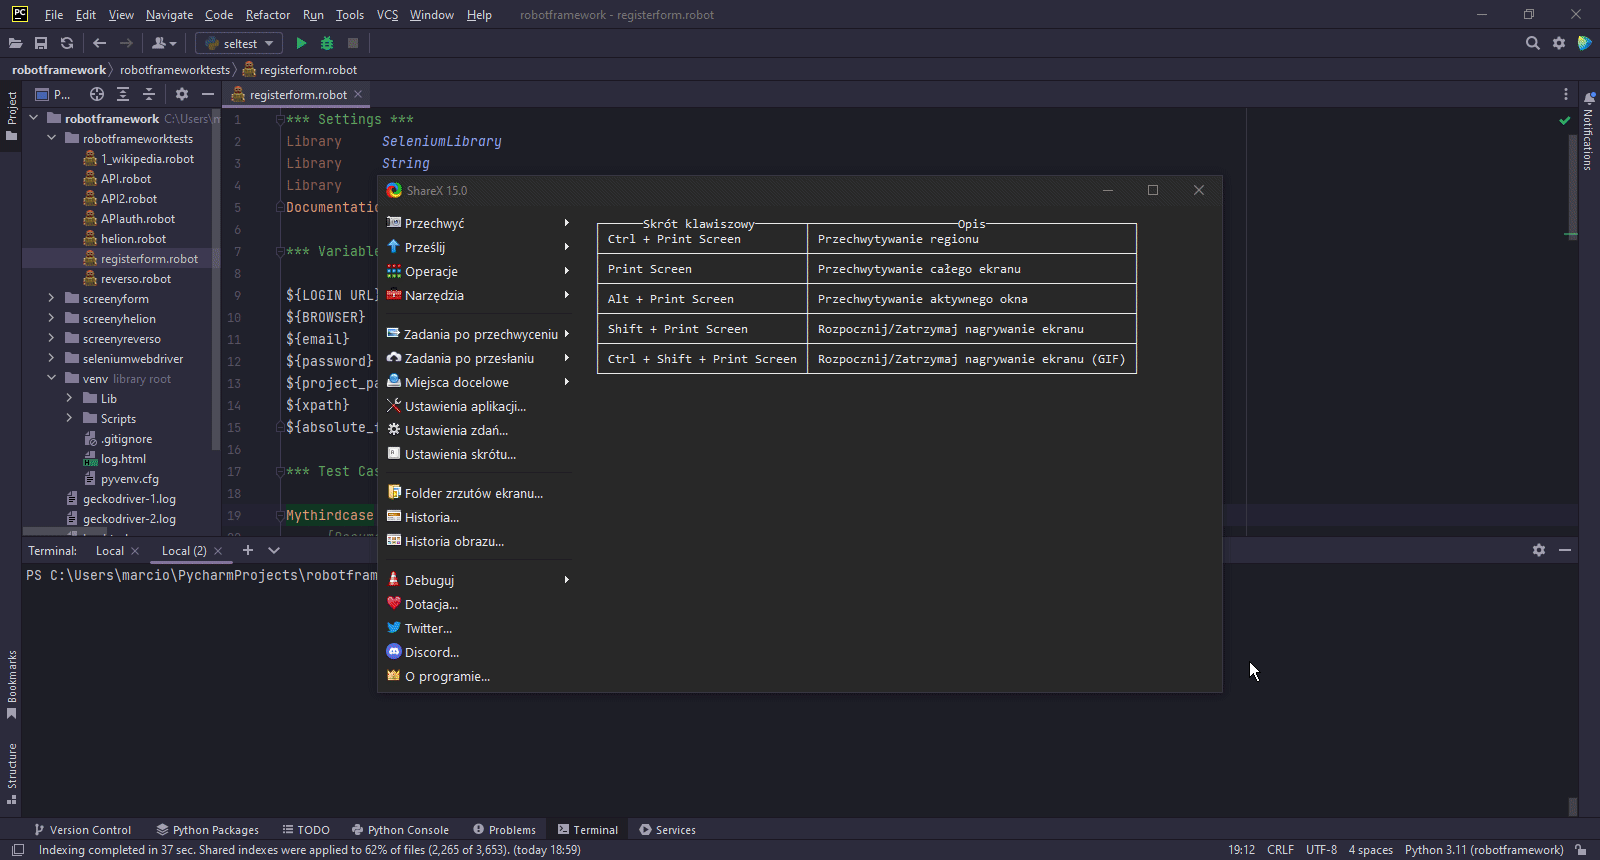 PC File Edit View Navigate Code Refactor Run Tools VCS Window Help robotframework - registerform.robot
seltest
robotframework robotframeworktests registerform.robot
Project
P...
registerform.robot
Notifications
robotframework C:\Users\m
robotframeworktests
1_wikipedia.robot
API.robot
API2.robot
APIauth.robot
helion.robot
registerform.robot
reverso.robot
screenyform
screenyhelion
screenyreverso
seleniumwebdriver
venv library root
Lib
Scripts
.gitignore
log.html
pyvenv.cfg
geckodriver-1.log
geckodriver-2.log
1 *** Settings ***
2 Library SeleniumLibrary
3 Library String
4 Library
5 Documentatio
6
7 *** Variable
8
9 ${LOGIN URL}
10 ${BROWSER}
11 ${email}
12 ${password}
13 ${project_pa
14 ${xpath}
15 ${absolute_f
16
17 *** Test Cas
18
19 Mythirdcase
20 [Docum
ShareX 15.0
Przechwyć
Prześlij
Operacje
Narzędzia
Zadania po przechwyceniu
Zadania po przesłaniu
Miejsca docelowe
Ustawienia aplikacji...
Ustawienia zdań...
Ustawienia skrótu...
Folder zrzutów ekranu...
Historia...
Historia obrazu...
Debuguj
Dotacja...
Twitter...
Discord...
O programie...
Skrót klawiszowy Opis
Ctrl + Print Screen Przechwytywanie regionu
Print Screen Przechwytywanie całego ekranu
Alt + Print Screen Przechwytywanie aktywnego okna
Shift + Print Screen Rozpocznij/Zatrzymaj nagrywanie ekranu
Ctrl + Shift + Print Screen Rozpocznij/Zatrzymaj nagrywanie ekranu (GIF)
Terminal: Local Local (2)
PS C:\Users\marcio\PycharmProjects\robotfram
Bookmarks
Structure
Version Control Python Packages TODO Python Console Problems Terminal Services
Indexing completed in 37 sec. Shared indexes were applied to 62% of files (2,265 of 3,653). (today 18:59) 19:12 CRLF UTF-8 4 spaces Python 3.11 (robotframework)